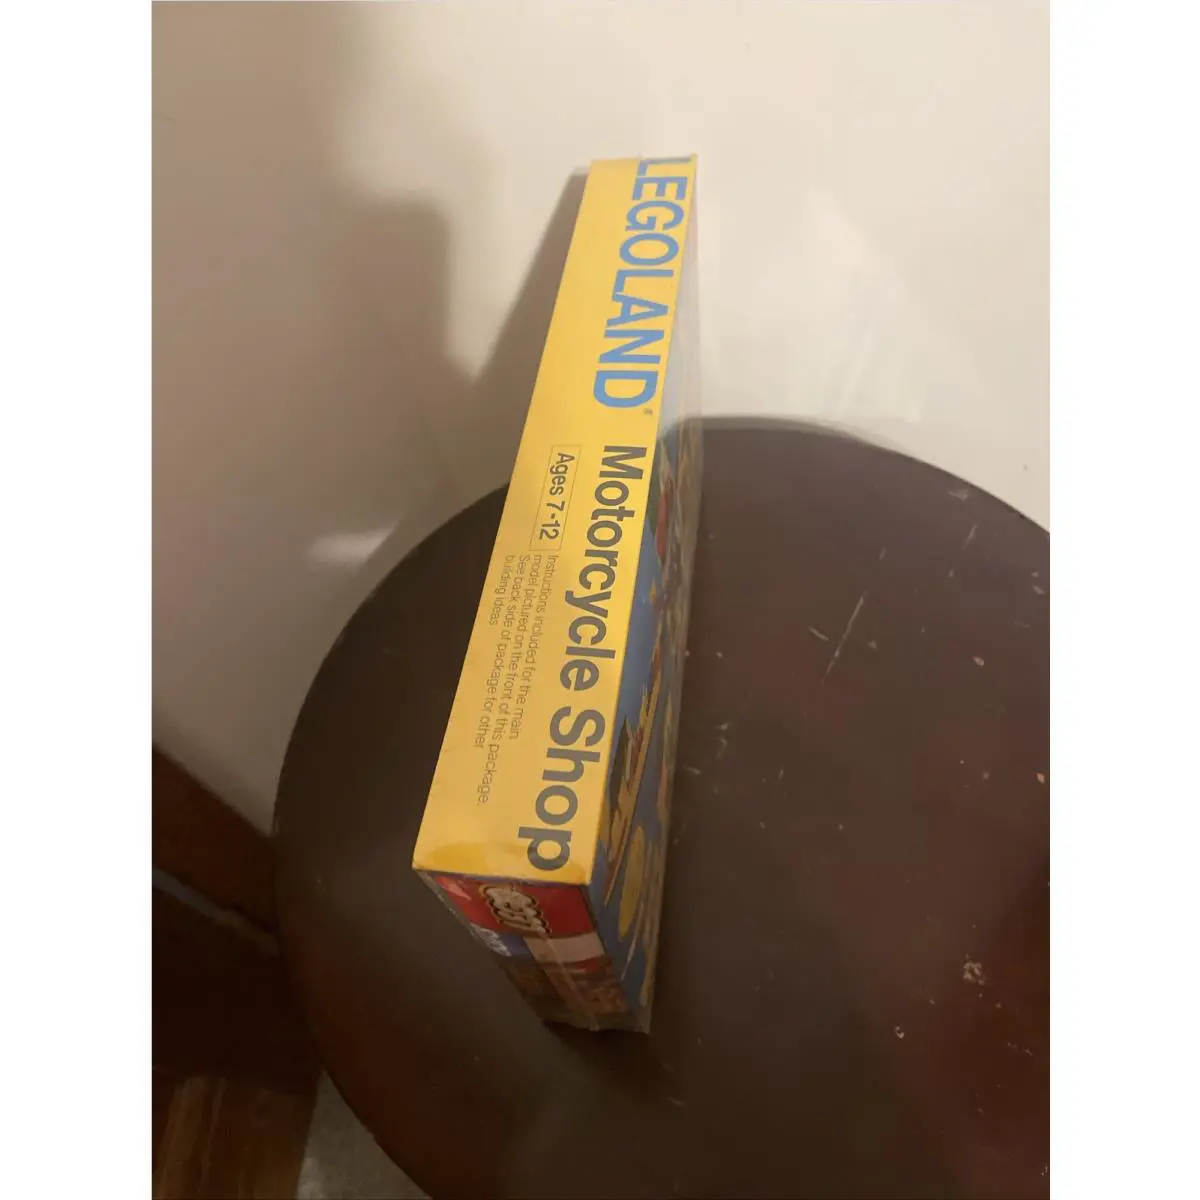 LEGOLAND® Motorcycle Shop
Ages 7-12
Instructions included for the main
model pictured on the front of this package.
See back side of package for other
building ideas
LEGO